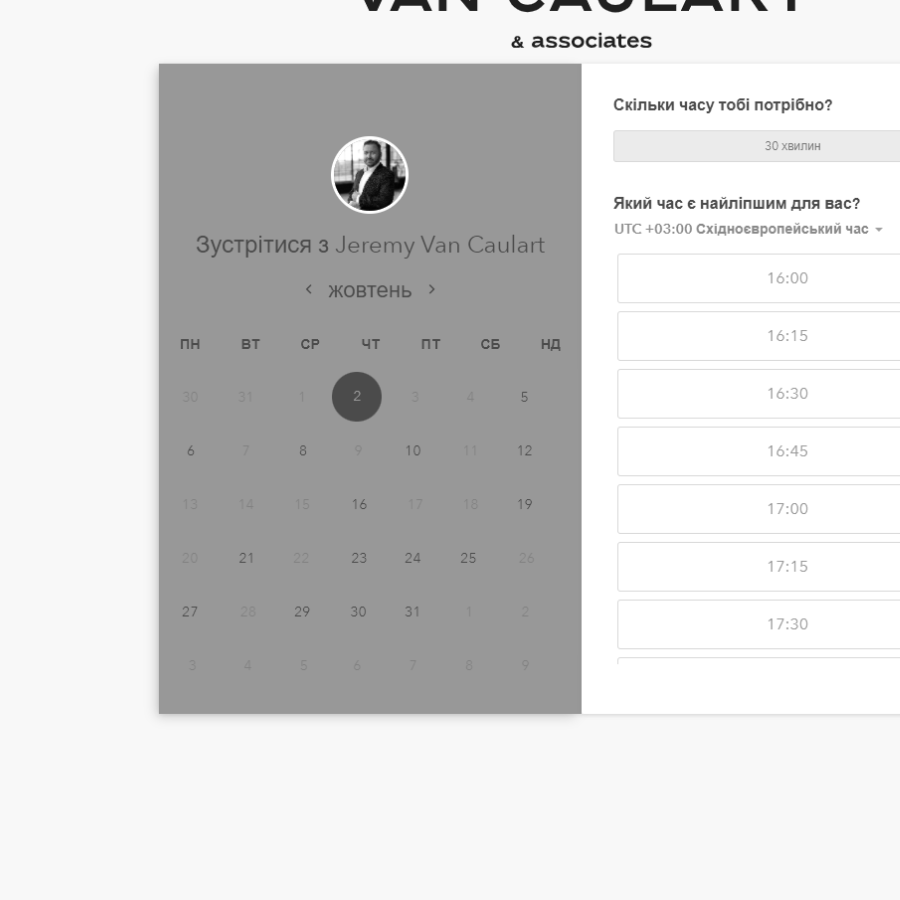 VAN CAULART
& associates
Зустрітися з Jeremy Van Caulart
жовтень
ПН ВТ СР ЧТ ПТ СБ НД
30 31 1 2 3 4 5
6 7 8 9 10 11 12
13 14 15 16 17 18 19
20 21 22 23 24 25 26
27 28 29 30 31 1 2
3 4 5 6 7 8 9
Скільки часу тобі потрібно?
30 хвилин
Який час є найліпшим для вас?
UTC +03:00 Східноєвропейський час
16:00
16:15
16:30
16:45
17:00
17:15
17:30